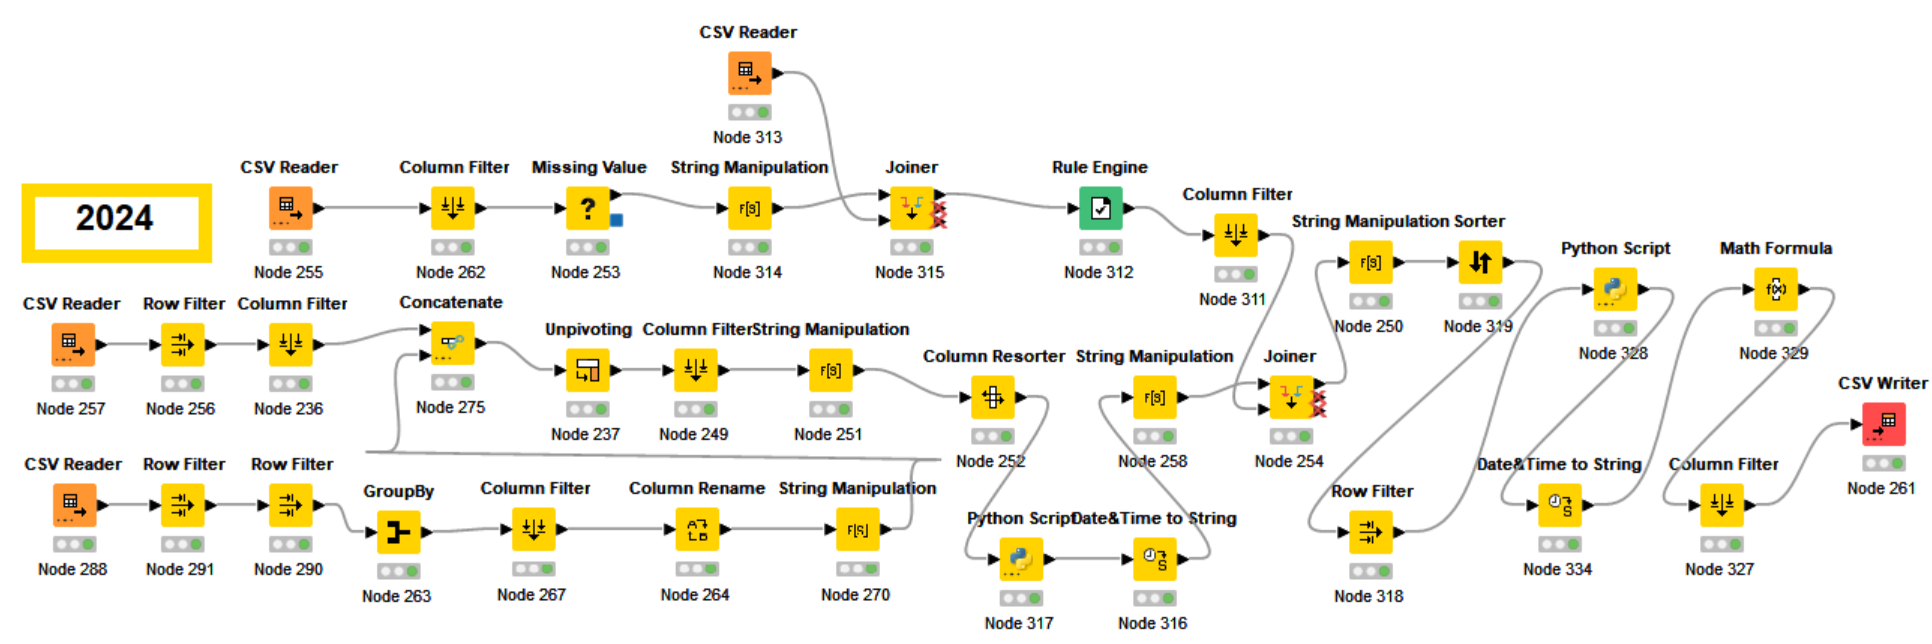 CSV Reader
Node 313
2024
CSV Reader
Node 255
Column Filter
Node 262
Missing Value
?
Node 253
String Manipulation
F[S]
Node 314
Joiner
Node 315
Rule Engine
Node 312
Column Filter
Node 311
String Manipulation
F[S]
Node 250
Sorter
Node 319
Python Script
Node 328
Math Formula
f(x)
Node 329
CSV Reader
Node 257
Row Filter
Node 256
Column Filter
Node 236
Concatenate
Node 275
Unpivoting
Node 237
Column Filter
Node 249
String Manipulation
F[S]
Node 251
Column Resorter
Node 252
String Manipulation
F[S]
Node 258
Joiner
Node 254
CSV Writer
Node 261
CSV Reader
Node 288
Row Filter
Node 291
Row Filter
Node 290
GroupBy
Node 263
Column Filter
Node 267
Column Rename
Node 264
String Manipulation
F[S]
Node 270
Python Script
Node 317
Date&Time to String
S
Node 316
Row Filter
Node 318
Date&Time to String
S
Node 334
Column Filter
Node 327